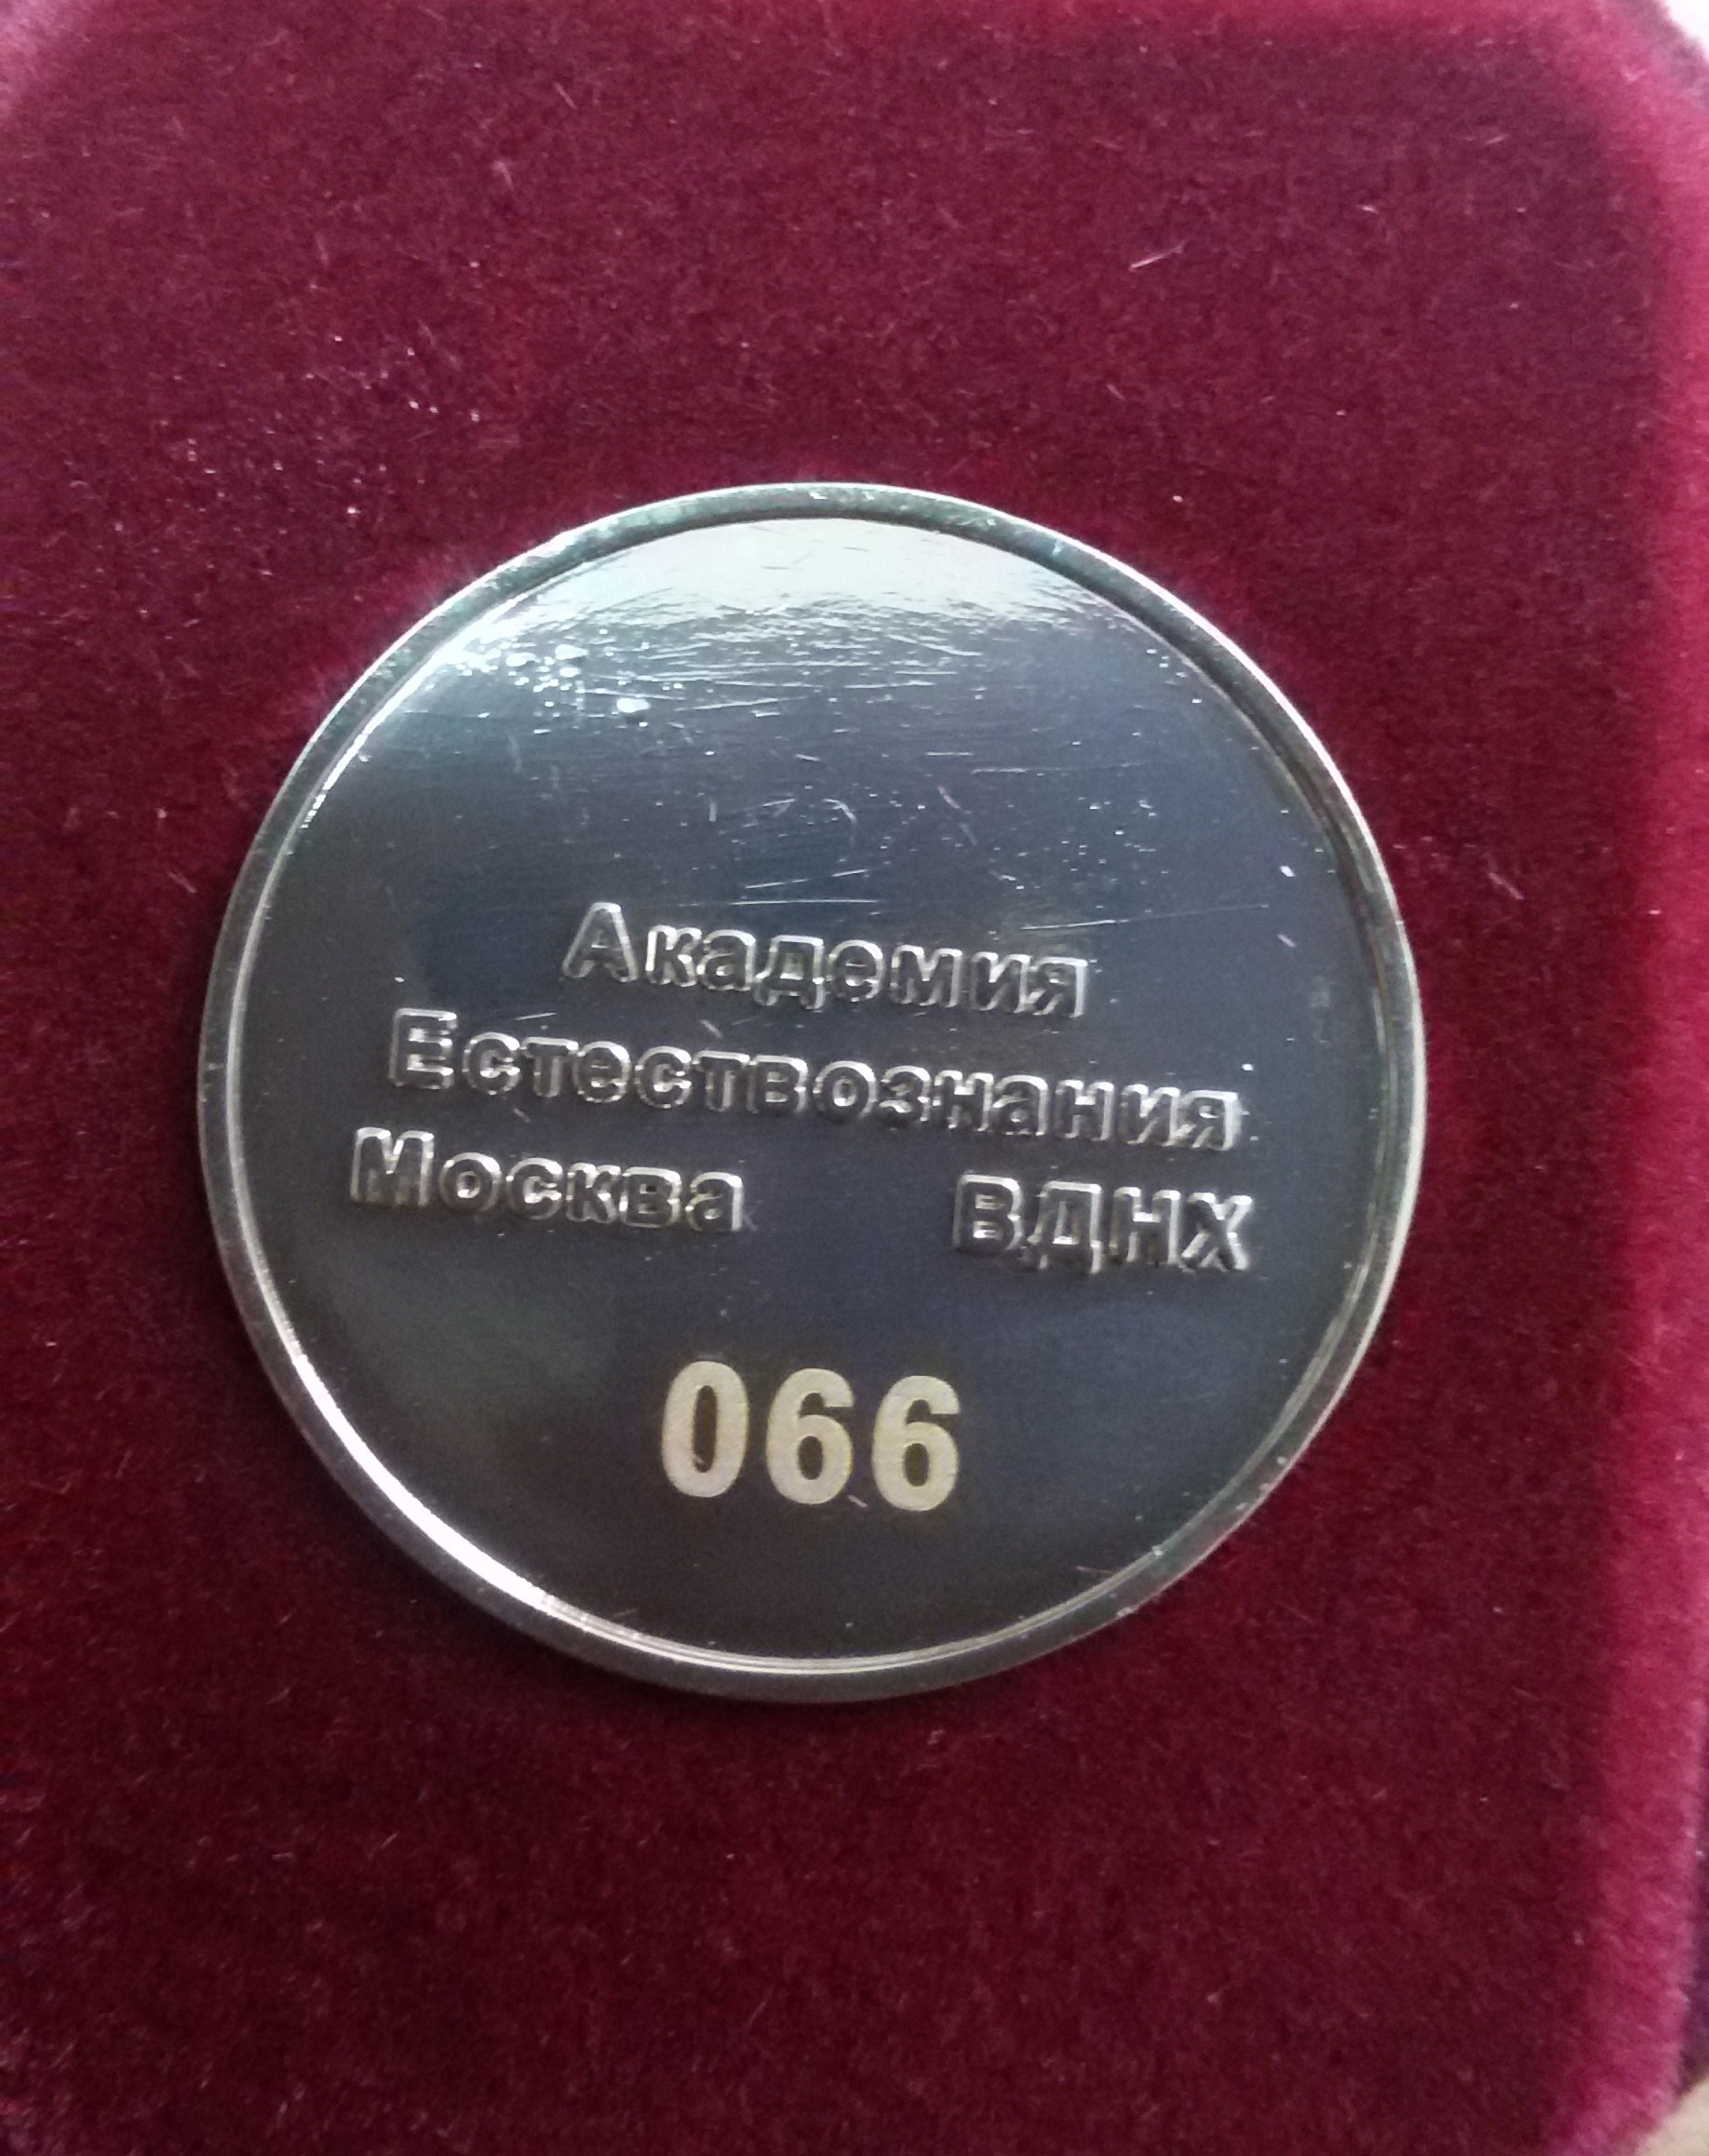 Академия
Естествознания
Москва ВДНХ
066